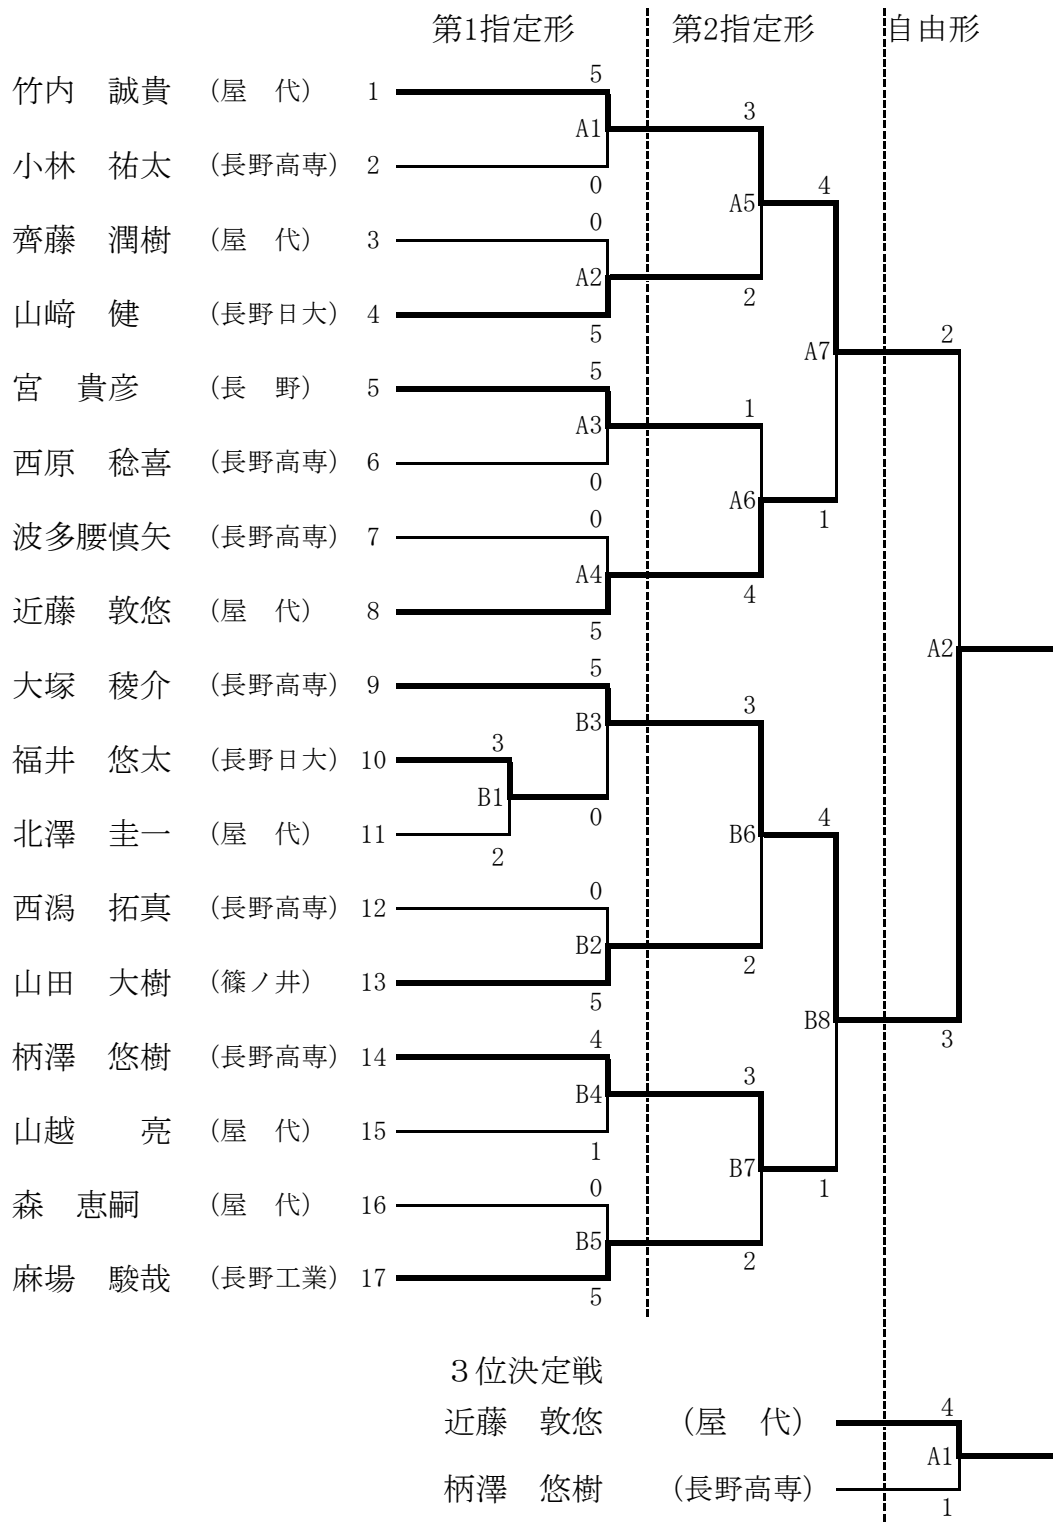 第1指定形 第2指定形 自由形
5
竹内 誠貴 (屋 代) 1
3
A1
小林 祐太 (長野高専) 2
0 4
A5
0
齊藤 潤樹 (屋 代) 3
A2
2
山﨑 健 (長野日大) 4
5 2
A7
5
宮 貴彦 (長 野) 5
1
A3
西原 稔喜 (長野高専) 6
0
A6
0 1
波多腰慎矢 (長野高専) 7
A4
4
近藤 敦悠 (屋 代) 8
5
A2
5
大塚 稜介 (長野高専) 9
3
B3
3
福井 悠太 (長野日大) 10
B1
0 4
北澤 圭一 (屋 代) 11
B6
2
0
西潟 拓真 (長野高専) 12
B2
2
山田 大樹 (篠ノ井) 13
5
B8
4 3
柄澤 悠樹 (長野高専) 14
3
B4
山越 亮 (屋 代) 15
1
B7
0 1
森 恵嗣 (屋 代) 16
B5
2
麻場 駿哉 (長野工業) 17
5
３位決定戦
4
近藤 敦悠 (屋 代)
A1
柄澤 悠樹 (長野高専)
1